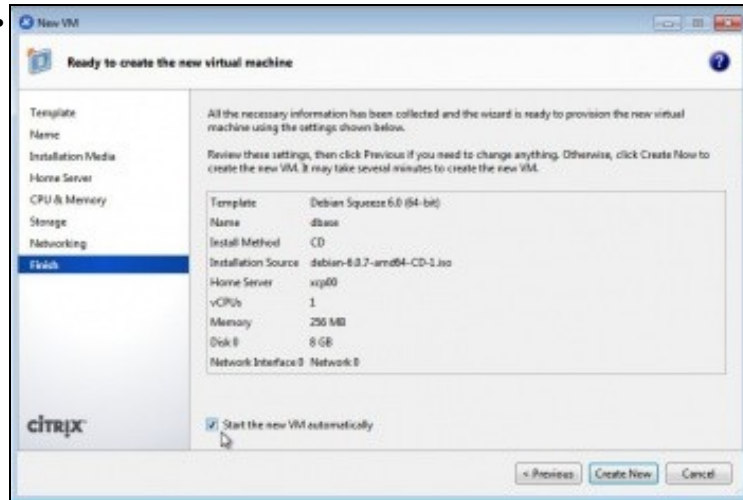 New VM
Ready to create the new virtual machine
Template
Name
Installation Media
Home Server
CPU & Memory
Storage
Networking
Finish
CITRIX
All the necessary information has been collected and the wizard is ready to provision the new virtual
machine using the settings shown below.
Review these settings, then click Previous if you need to change anything. Otherwise, click Create Now to
create the new VM. It may take several minutes to create the new VM.
Template Debian Squeeze 6.0 (64-bit)
Name dbase
Install Method CD
Installation Source debian-6.0.7-amd64-CD-1.iso
Home Server xcp00
vCPUs 1
Memory 256 MB
Disk 0 8 GB
Network Interface 0 Network 0
Start the new VM automatically
< Previous Create Now Cancel